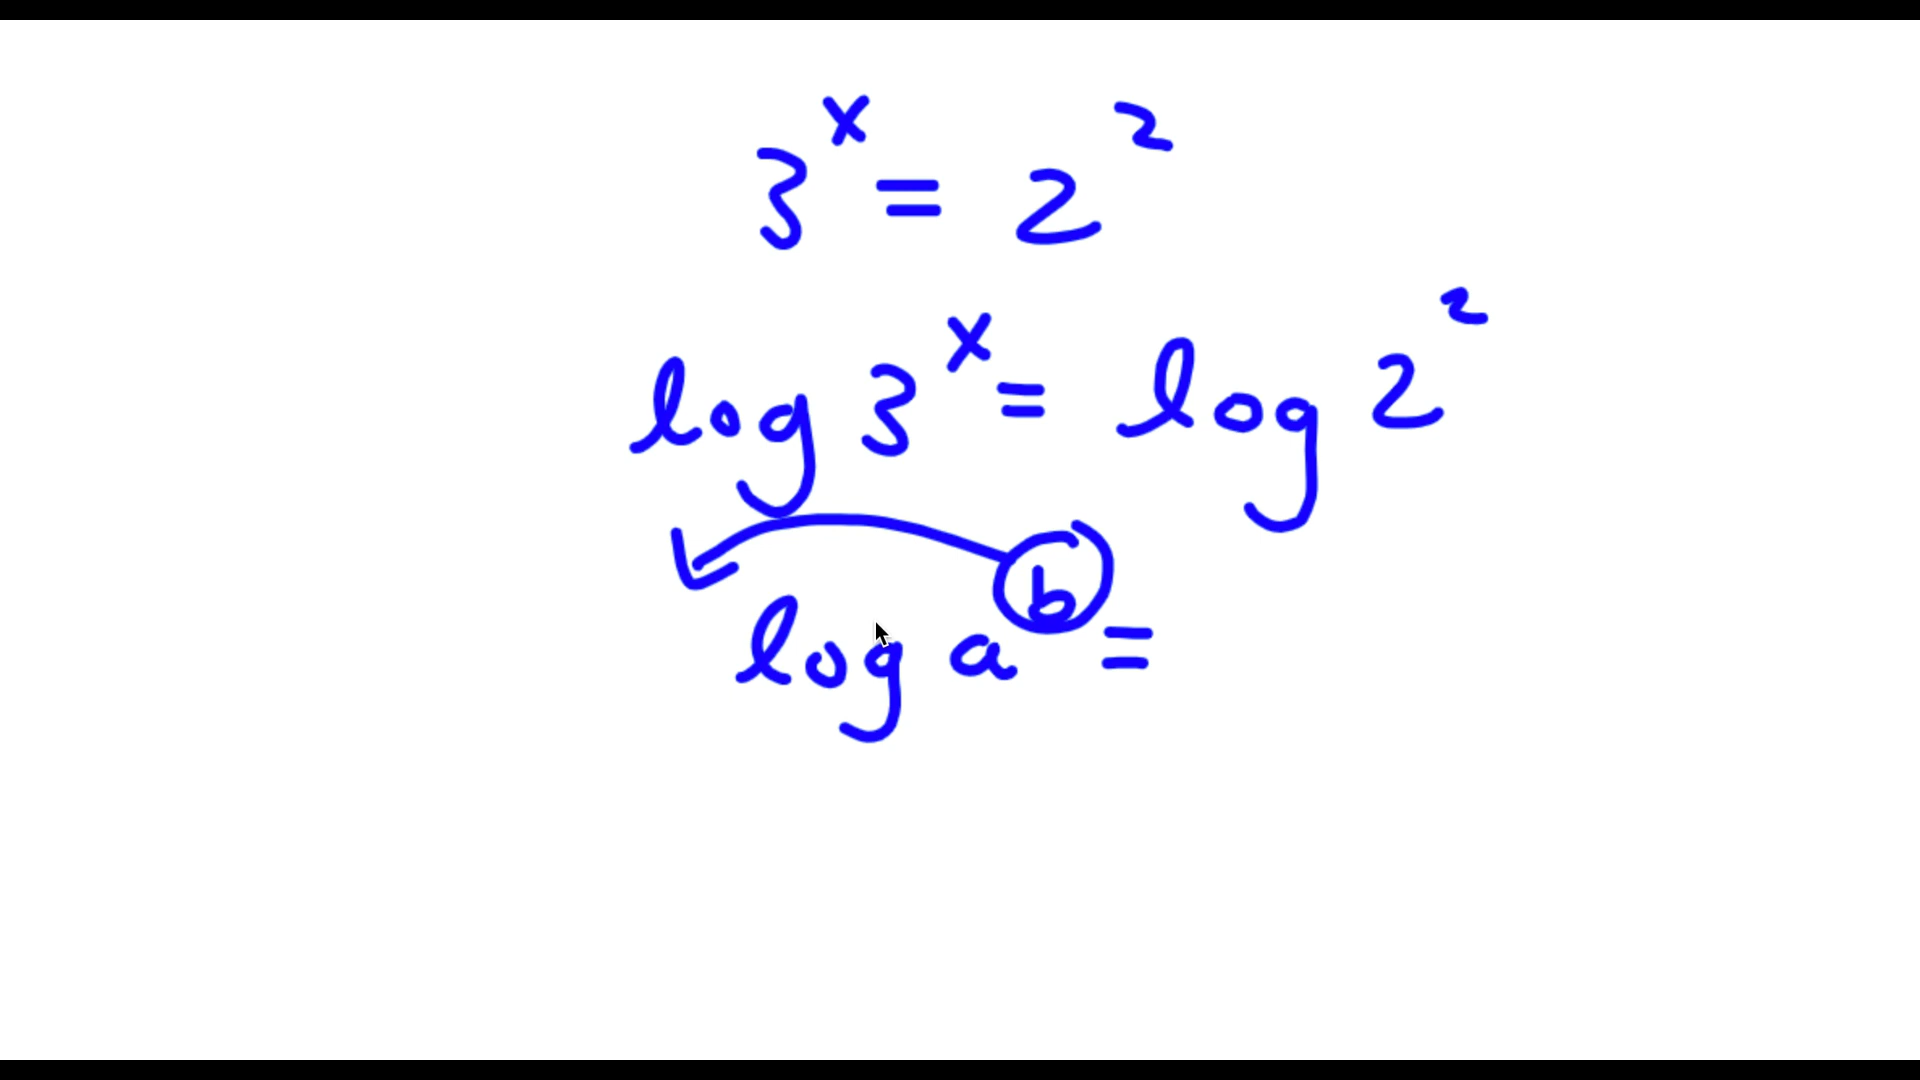 3^x = 2^2
log 3^x = log 2^2
log a^b =